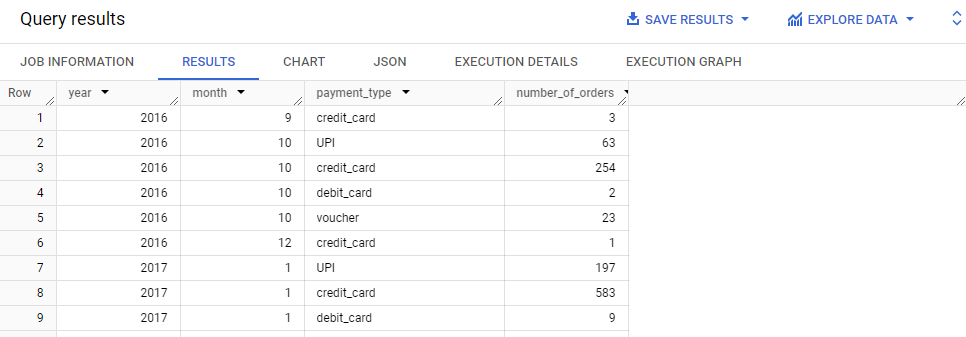 Query results SAVE RESULTS EXPLORE DATA
JOB INFORMATION RESULTS CHART JSON EXECUTION DETAILS EXECUTION GRAPH
Row year month payment_type number_of_orders
1 2016 9 credit_card 3
2 2016 10 UPI 63
3 2016 10 credit_card 254
4 2016 10 debit_card 2
5 2016 10 voucher 23
6 2016 12 credit_card 1
7 2017 1 UPI 197
8 2017 1 credit_card 583
9 2017 1 debit_card 9